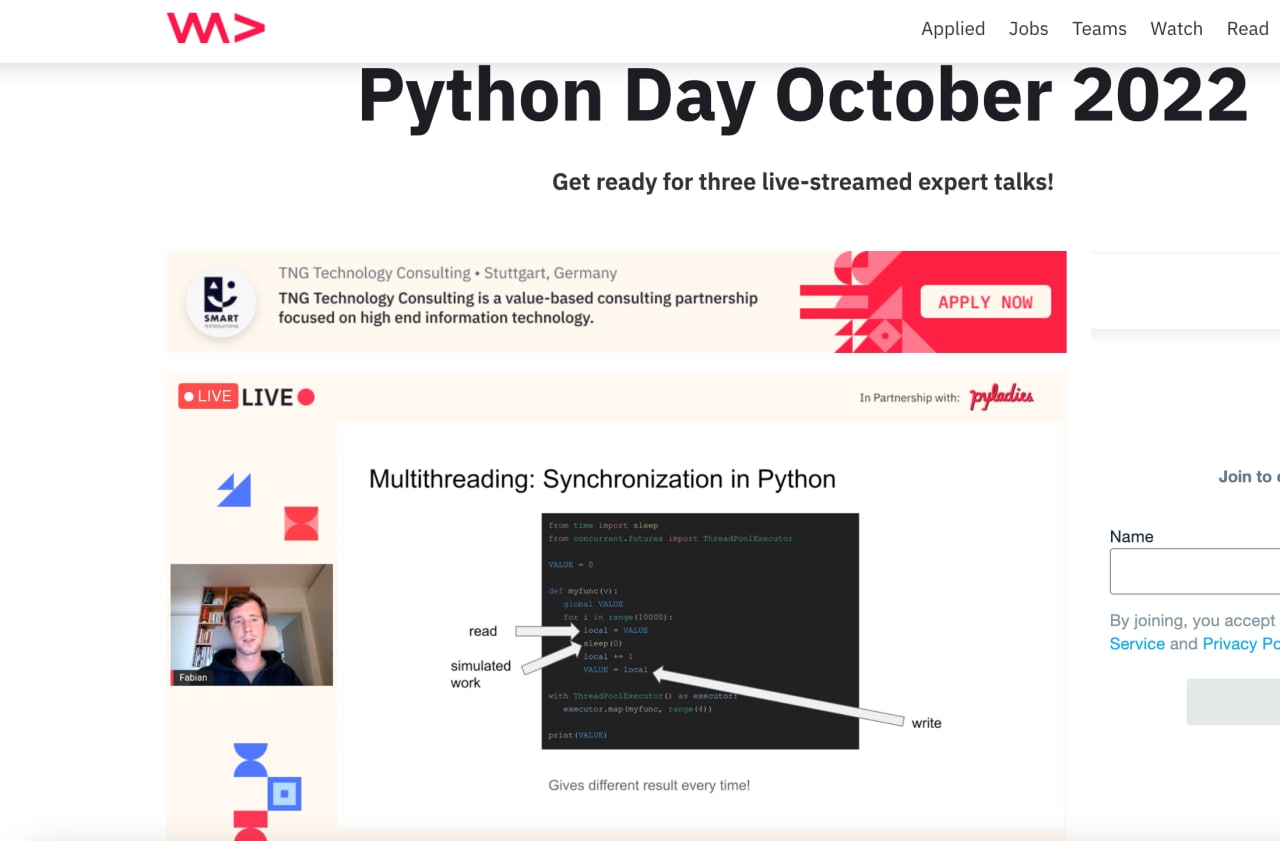 Applied Jobs Teams Watch Read
Python Day October 2022
Get ready for three live-streamed expert talks!
TNG Technology Consulting • Stuttgart, Germany
TNG Technology Consulting is a value-based consulting partnership
focused on high end information technology.
SMART
APPLY NOW
LIVE LIVE
In Partnership with: pyladies
Multithreading: Synchronization in Python
from time import sleep
from concurrent.futures import ThreadPoolExecutor
VALUE = 0
def myfunc(v):
global VALUE
for i in range(10000):
read
local = VALUE
sleep(0)
simulated
work
local += 1
VALUE = local
with ThreadPoolExecutor() as executor:
executor.map(myfunc, range(4))
write
print(VALUE)
Gives different result every time!
Fabian
Join to
Name
By joining, you accept
Service and Privacy